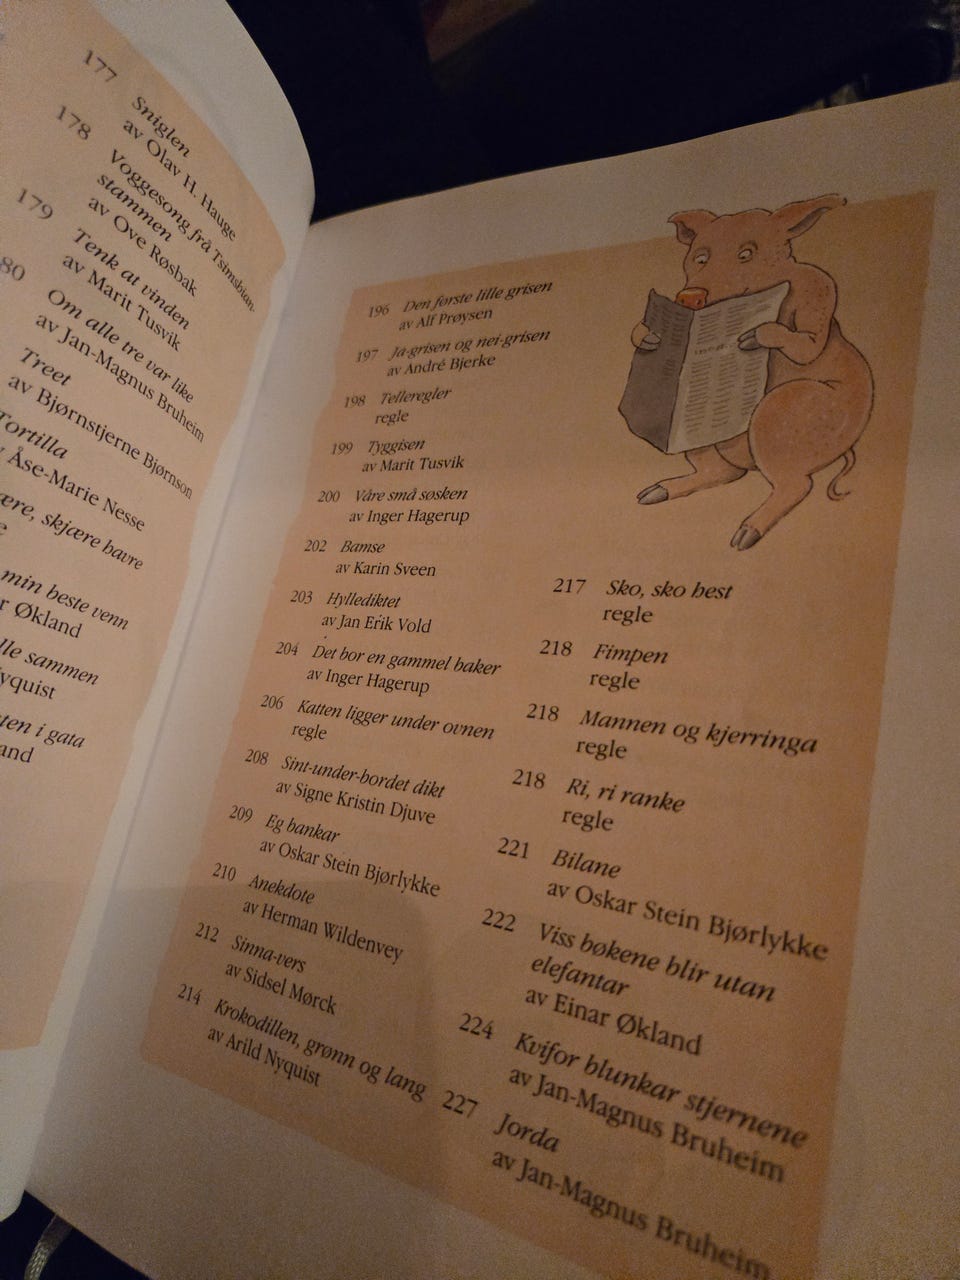 177 Sniglen
av Olav H. Hauge
178 Voggesong frå Tsimsbian-
stammen
av Ove Røsbak
179 Tenk at vinden
av Marit Tusvik
80 Om alle tre var like
av Jan-Magnus Bruheim
Treet
av Bjørnstjerne Bjørnson
Tortilla
Åse-Marie Nesse
skjære havre
min beste venn
Økland
sammen
yquist
i gata
and
196 Den første lille grisen
av Alf Prøysen
197 Ja-grisen og nei-grisen
av André Bjerke
198 Telleregler
regle
199 Tyggisen
av Marit Tusvik
200 Våre små søsken
av Inger Hagerup
202 Bamse
av Karin Sveen
203 Hyllediktet
av Jan Erik Vold
204 Det bor en gammel baker
av Inger Hagerup
206 Katten ligger under ovnen
regle
208 Sint-under-bordet dikt
av Signe Kristin Djuve
209 Eg bankar
av Oskar Stein Bjørlykke
210 Anekdote
av Herman Wildenvey
212 Sinna-vers
av Sidsel Mørck
214 Krokodillen, grønn og lang
av Arild Nyquist
217 Sko, sko hest
regle
218 Fimpen
regle
218 Mannen og kjerringa
regle
218 Ri, ri ranke
regle
221 Bilane
av Oskar Stein Bjørlykke
222 Viss bøkene blir utan
elefantar
av Einar Økland
224 Kvifor blunkar stjernene
av Jan-Magnus Bruheim
227 Jorda
av Jan-Magnus Bruheim